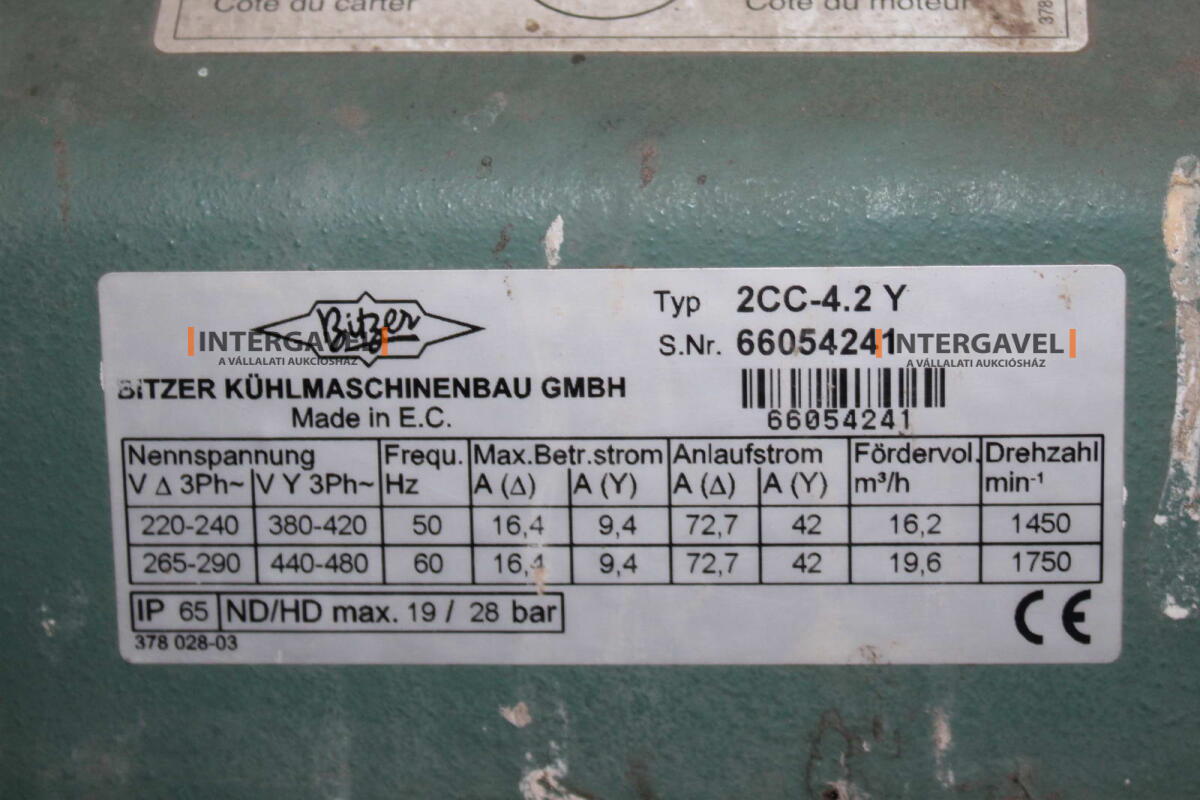 Côté du carter
Côté du moteur
378
Bitzer
BITZER KÜHLMASCHINENBAU GMBH
Made in E.C.
Typ 2CC-4.2 Y
S.Nr. 66054241
66054241
Nennspannung Frequ. Max.Betr.strom Anlaufstrom Fördervol. Drehzahl
V Δ 3Ph~ V Y 3Ph~ Hz A (Δ) A (Y) A (Δ) A (Y) m³/h min-¹
220-240 380-420 50 16,4 9,4 72,7 42 16,2 1450
265-290 440-480 60 16,4 9,4 72,7 42 19,6 1750
IP 65 ND/HD max. 19 / 28 bar
378 028-03
CE
INTERGAVEL
A VÁLLALATI AUKCIÓSHÁZ
INTERGAVEL
A VÁLLALATI AUKCIÓSHÁZ